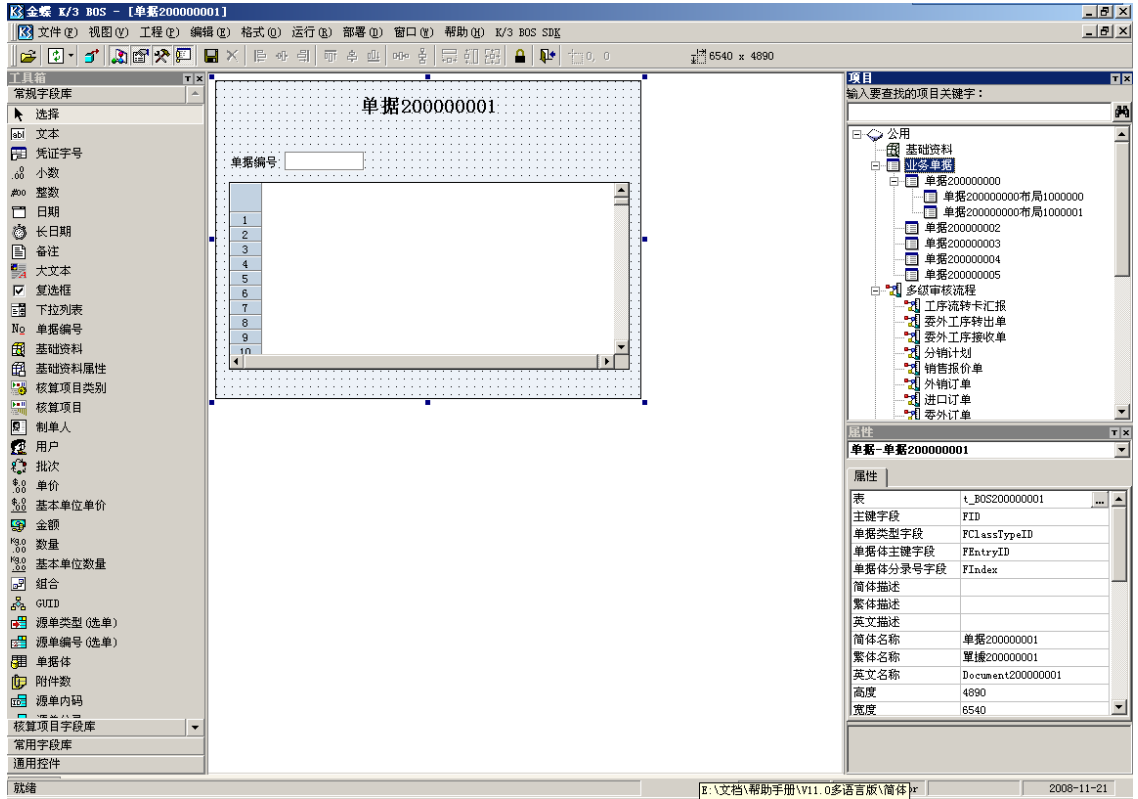 金蝶 K/3 BOS - [单据200000001]
文件(F) 视图(V) 工程(P) 编辑(E) 格式(O) 运行(R) 部署(D) 窗口(W) 帮助(H) K/3 BOS SDK
0, 0
6540 x 4890
工具箱
常规字段库
选择
文本
凭证字号
小数
整数
日期
长日期
备注
大文本
复选框
下拉列表
单据编号
基础资料
基础资料属性
核算项目类别
核算项目
制单人
用户
批次
单价
基本单位单价
金额
数量
基本单位数量
组合
GUID
源单类型(选单)
源单编号(选单)
单据体
附件数
源单内码
核算项目字段库
常用字段库
通用控件
单据200000001
单据编号:
1
2
3
4
5
6
7
8
9
10
项目
输入要查找的项目关键字：
公用
基础资料
业务单据
单据200000000
单据200000000布局1000000
单据200000000布局1000001
单据200000002
单据200000003
单据200000004
单据200000005
多级审核流程
工序流转卡汇报
委外工序转出单
委外工序接收单
分销计划
销售报价单
外销订单
进口订单
委外订单
属性
单据-单据200000001
属性
表 t_BOS200000001 ...
主键字段 FID
单据类型字段 FClassTypeID
单据体主键字段 FEntryID
单据体分录号字段 FIndex
简体描述
繁体描述
英文描述
简体名称 单据200000001
繁体名称 單據200000001
英文名称 Document200000001
高度 4890
宽度 6540
就绪
E:\文档\帮助手册\V11.0多语言版\简体
2008-11-21